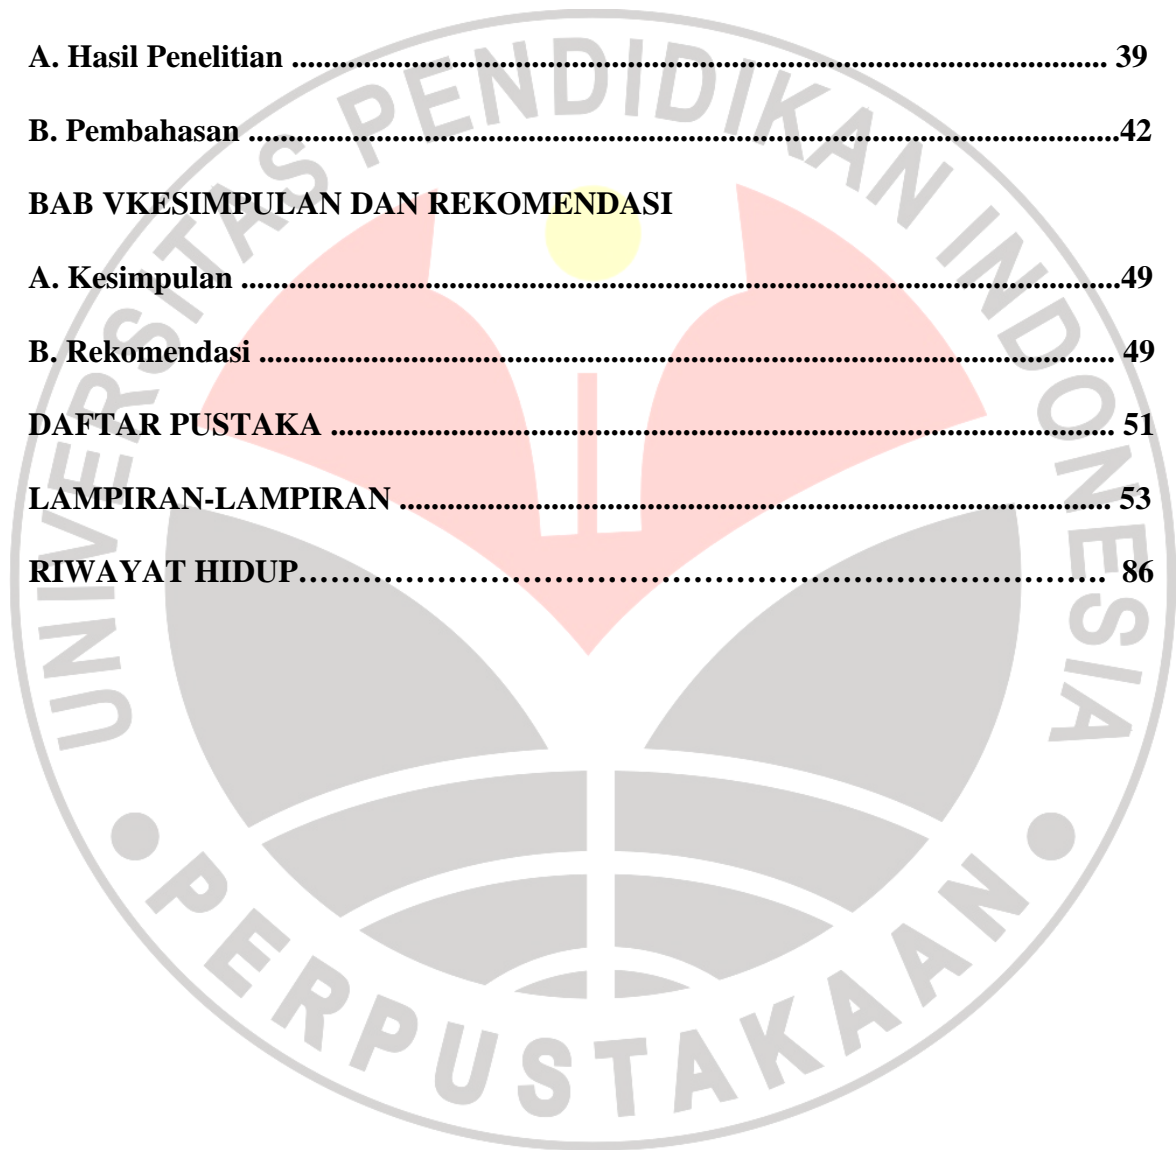 A. Hasil Penelitian ........................................................................................................ 39
B. Pembahasan ...................................................................................................................42
BAB VKESIMPULAN DAN REKOMENDASI
A. Kesimpulan ................................................................................................................49
B. Rekomendasi ............................................................................................................. 49
DAFTAR PUSTAKA .................................................................................................... 51
LAMPIRAN-LAMPIRAN ........................................................................................... 53
RIWAYAT HIDUP………………………………………………………………….. 86
UNIVERSITAS PENDIDIKAN INDONESIA
PERPUSTAKAAN